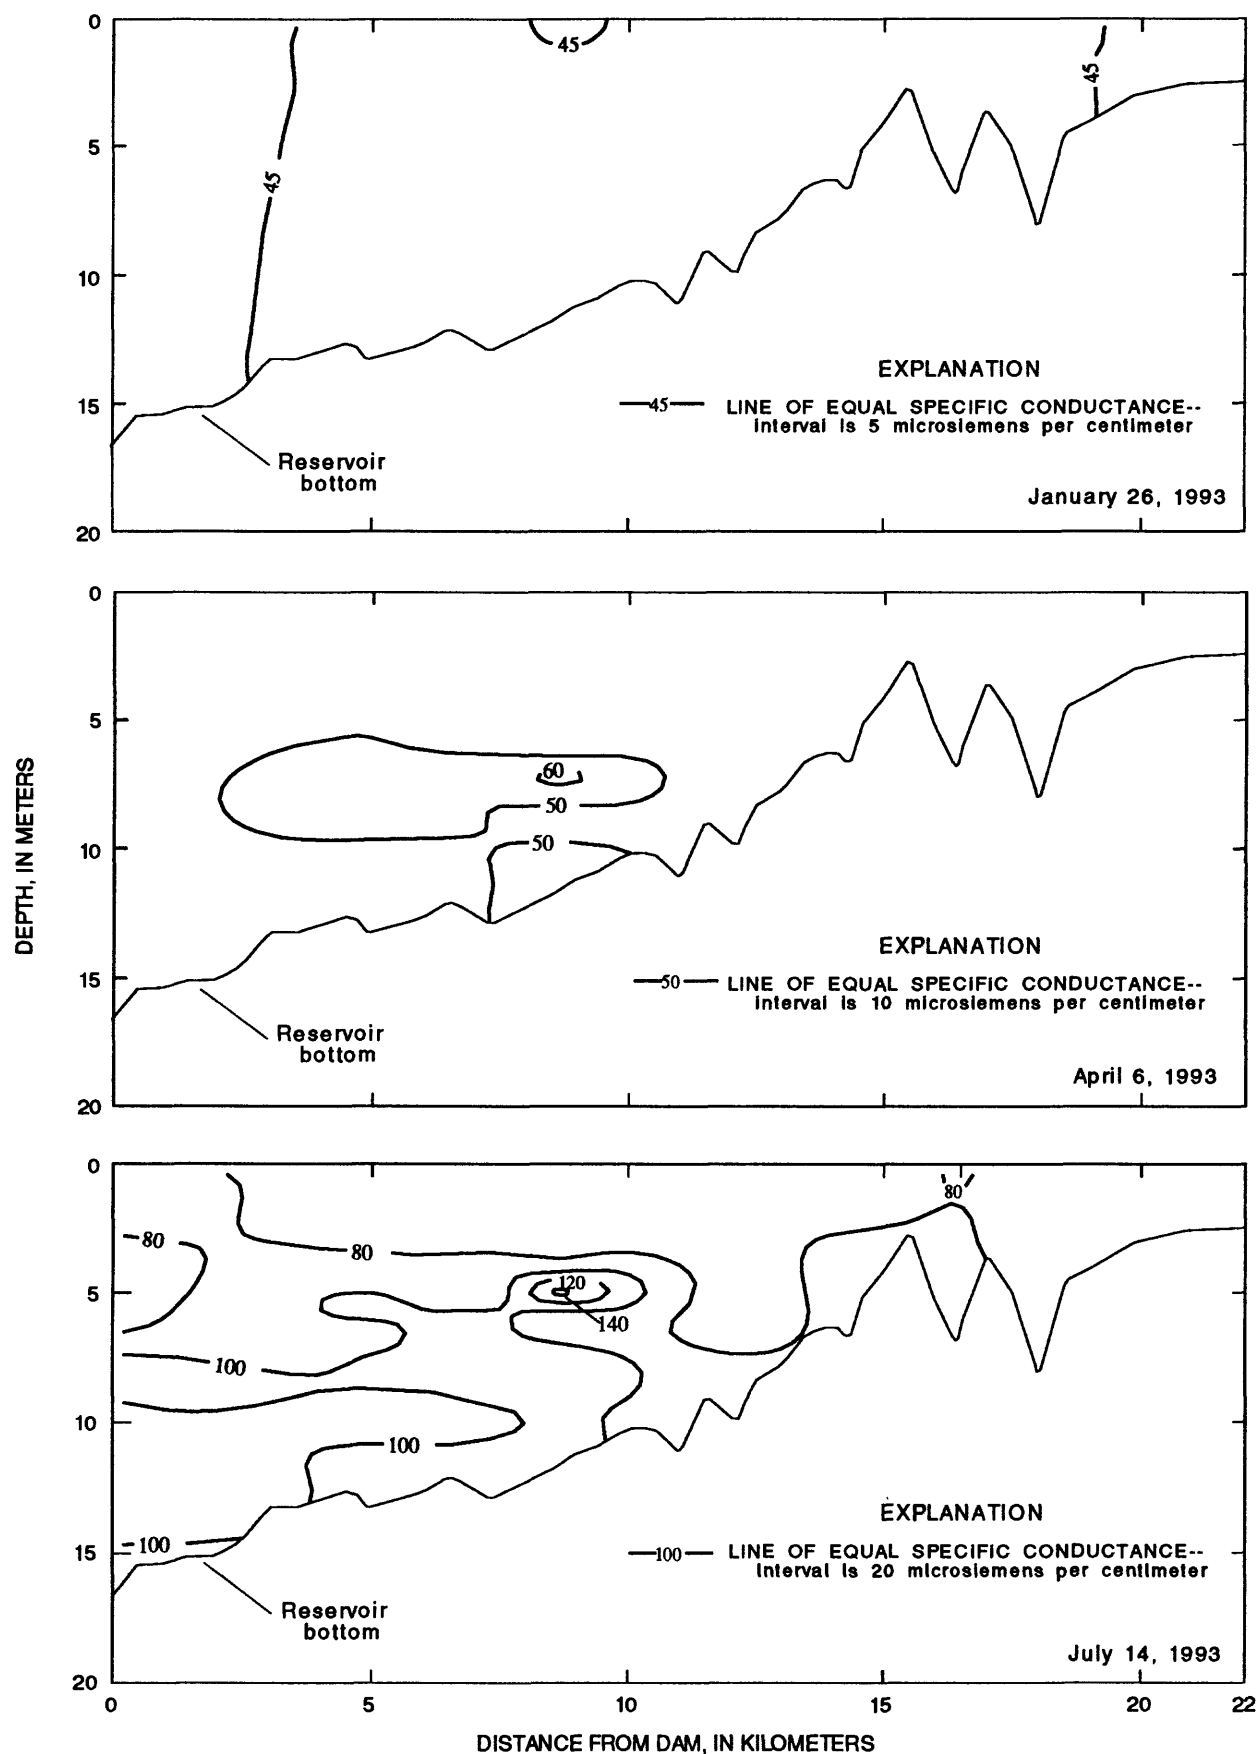 0
5
10
15
20
45
45
45
EXPLANATION
45 LINE OF EQUAL SPECIFIC CONDUCTANCE--
Interval is 5 microsiemens per centimeter
Reservoir
bottom
January 26, 1993
DEPTH, IN METERS
0
5
10
15
20
60
50
50
EXPLANATION
50 LINE OF EQUAL SPECIFIC CONDUCTANCE--
Interval is 10 microsiemens per centimeter
Reservoir
bottom
April 6, 1993
0
5
10
15
20
80
80
80
120
140
100
100
100
EXPLANATION
100 LINE OF EQUAL SPECIFIC CONDUCTANCE--
Interval is 20 microsiemens per centimeter
Reservoir
bottom
July 14, 1993
0 5 10 15 20 22
DISTANCE FROM DAM, IN KILOMETERS